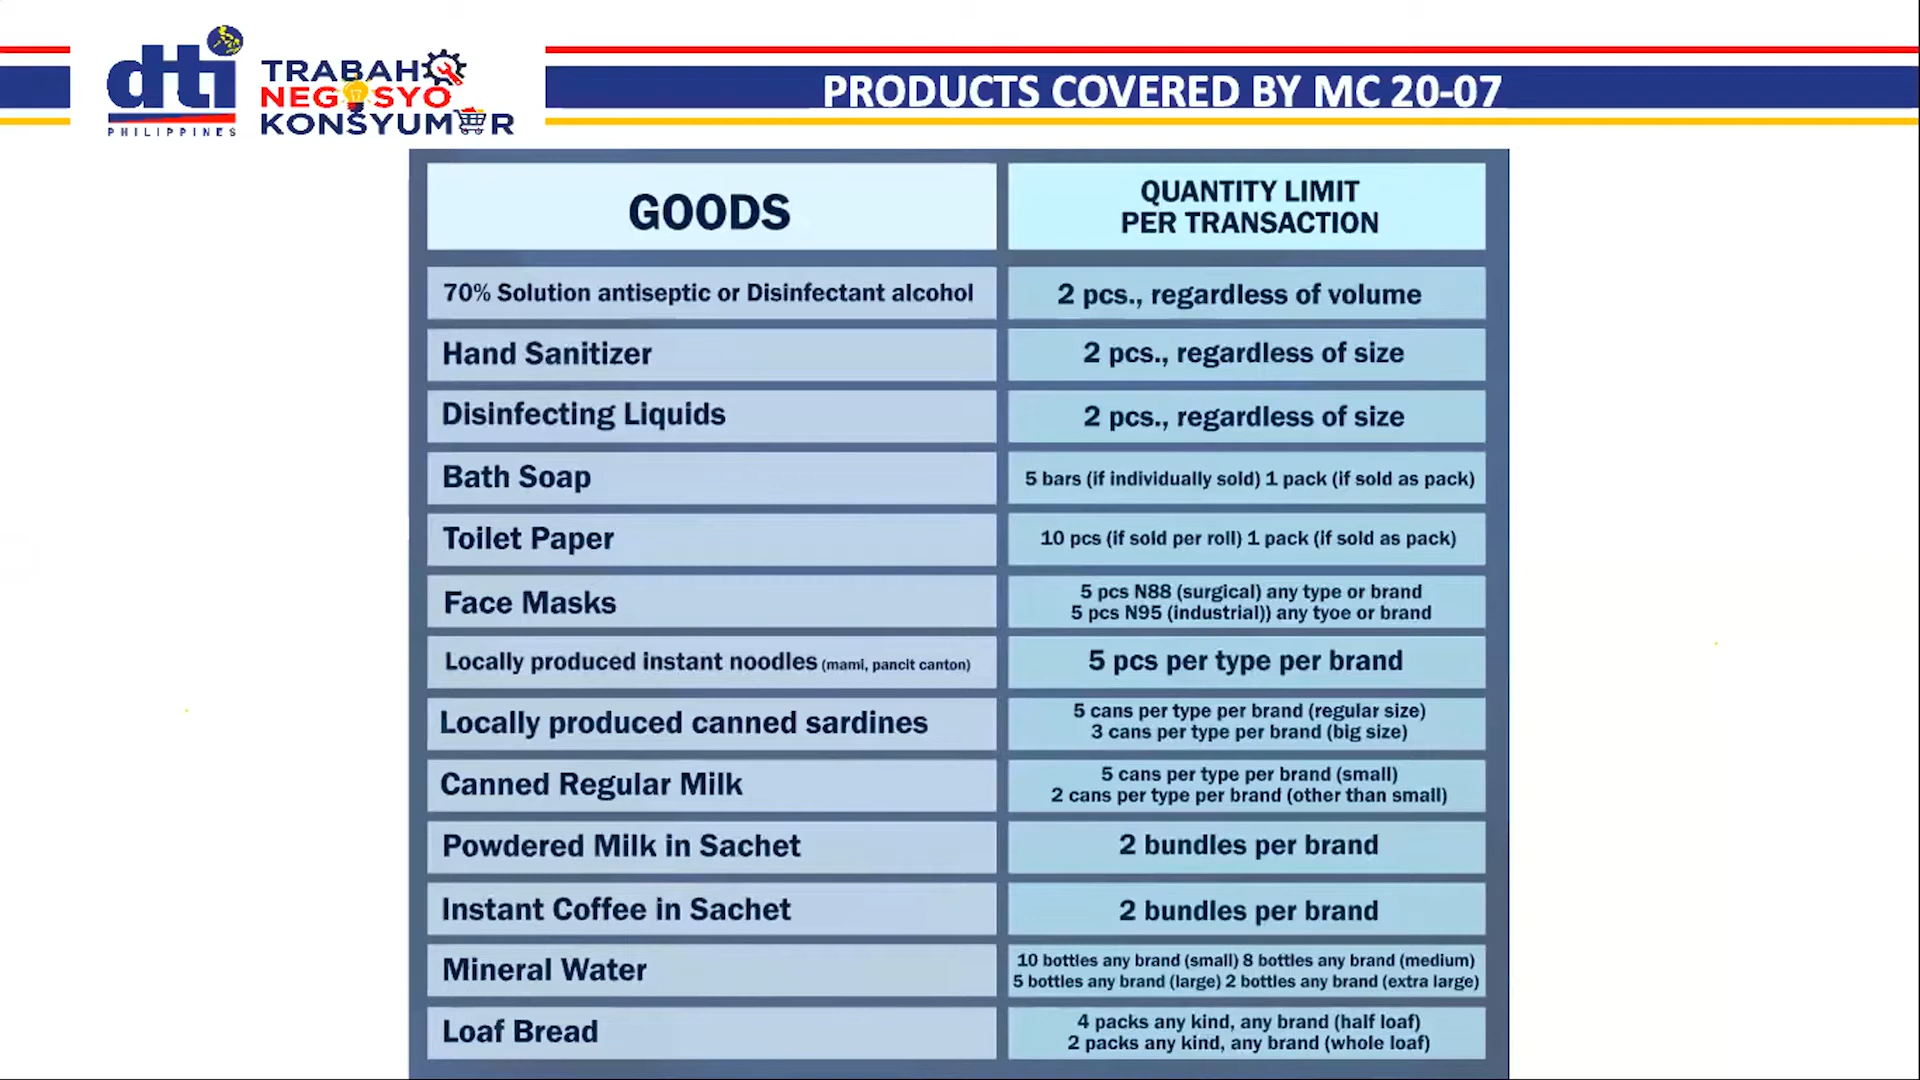 dti
PHILIPPINES
TRABAHO
NEGOSYO
KONSYUMER
PRODUCTS COVERED BY MC 20-07
GOODS
QUANTITY LIMIT
PER TRANSACTION
70% Solution antiseptic or Disinfectant alcohol
2 pcs., regardless of volume
Hand Sanitizer
2 pcs., regardless of size
Disinfecting Liquids
2 pcs., regardless of size
Bath Soap
5 bars (if individually sold) 1 pack (if sold as pack)
Toilet Paper
10 pcs (if sold per roll) 1 pack (if sold as pack)
Face Masks
5 pcs N88 (surgical) any type or brand
5 pcs N95 (industrial)) any tyoe or brand
Locally produced instant noodles (mami, pancit canton)
5 pcs per type per brand
Locally produced canned sardines
5 cans per type per brand (regular size)
3 cans per type per brand (big size)
Canned Regular Milk
5 cans per type per brand (small)
2 cans per type per brand (other than small)
Powdered Milk in Sachet
2 bundles per brand
Instant Coffee in Sachet
2 bundles per brand
Mineral Water
10 bottles any brand (small) 8 bottles any brand (medium)
5 bottles any brand (large) 2 bottles any brand (extra large)
Loaf Bread
4 packs any kind, any brand (half loaf)
2 packs any kind, any brand (whole loaf)